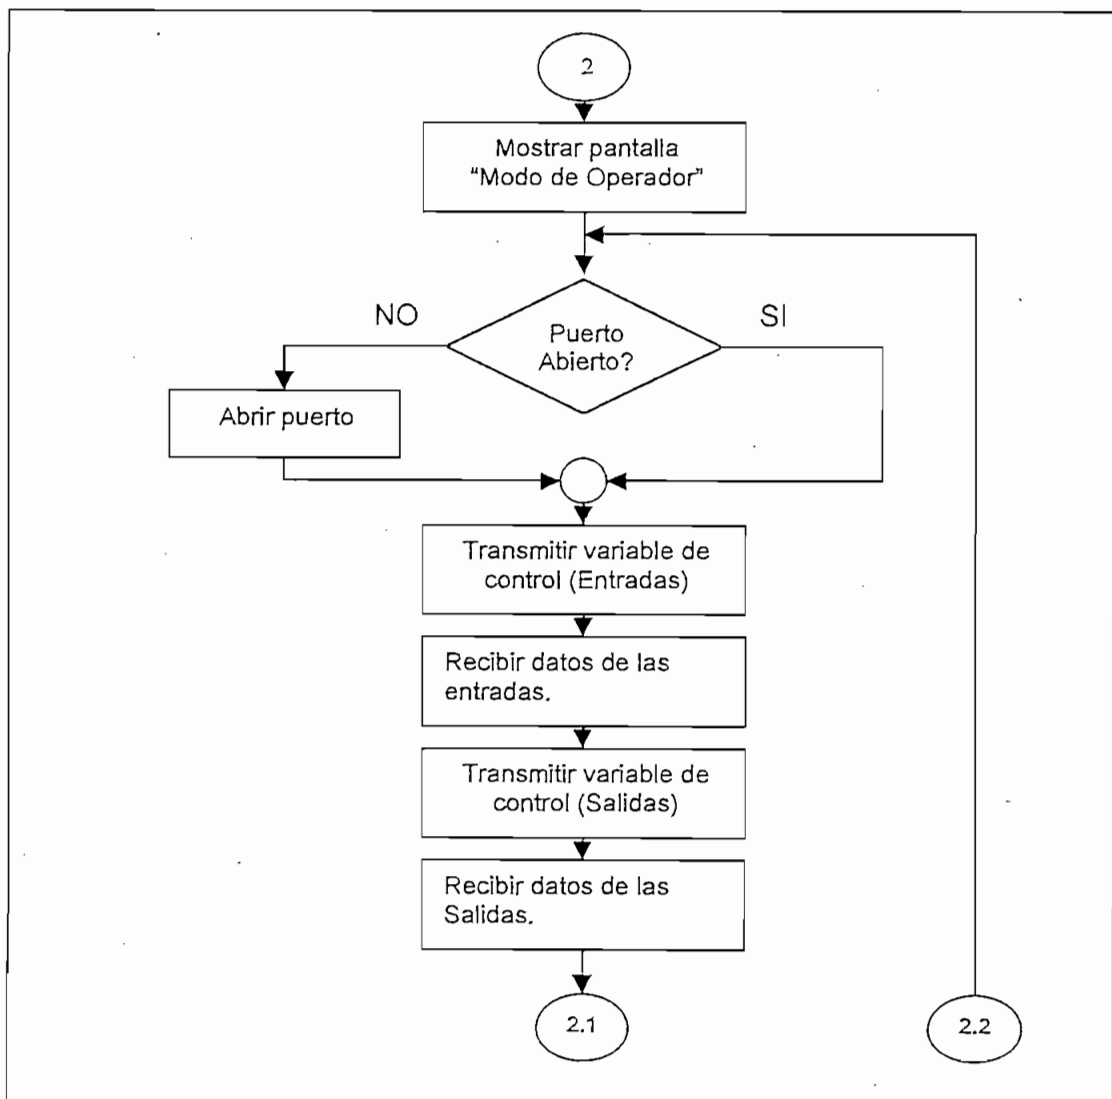 2
Mostrar pantalla
"Modo de Operador"
NO
SI
Puerto
Abierto?
Abrir puerto
Transmitir variable de
control (Entradas)
Recibir datos de las
entradas.
Transmitir variable de
control (Salidas)
Recibir datos de las
Salidas.
2.1
2.2